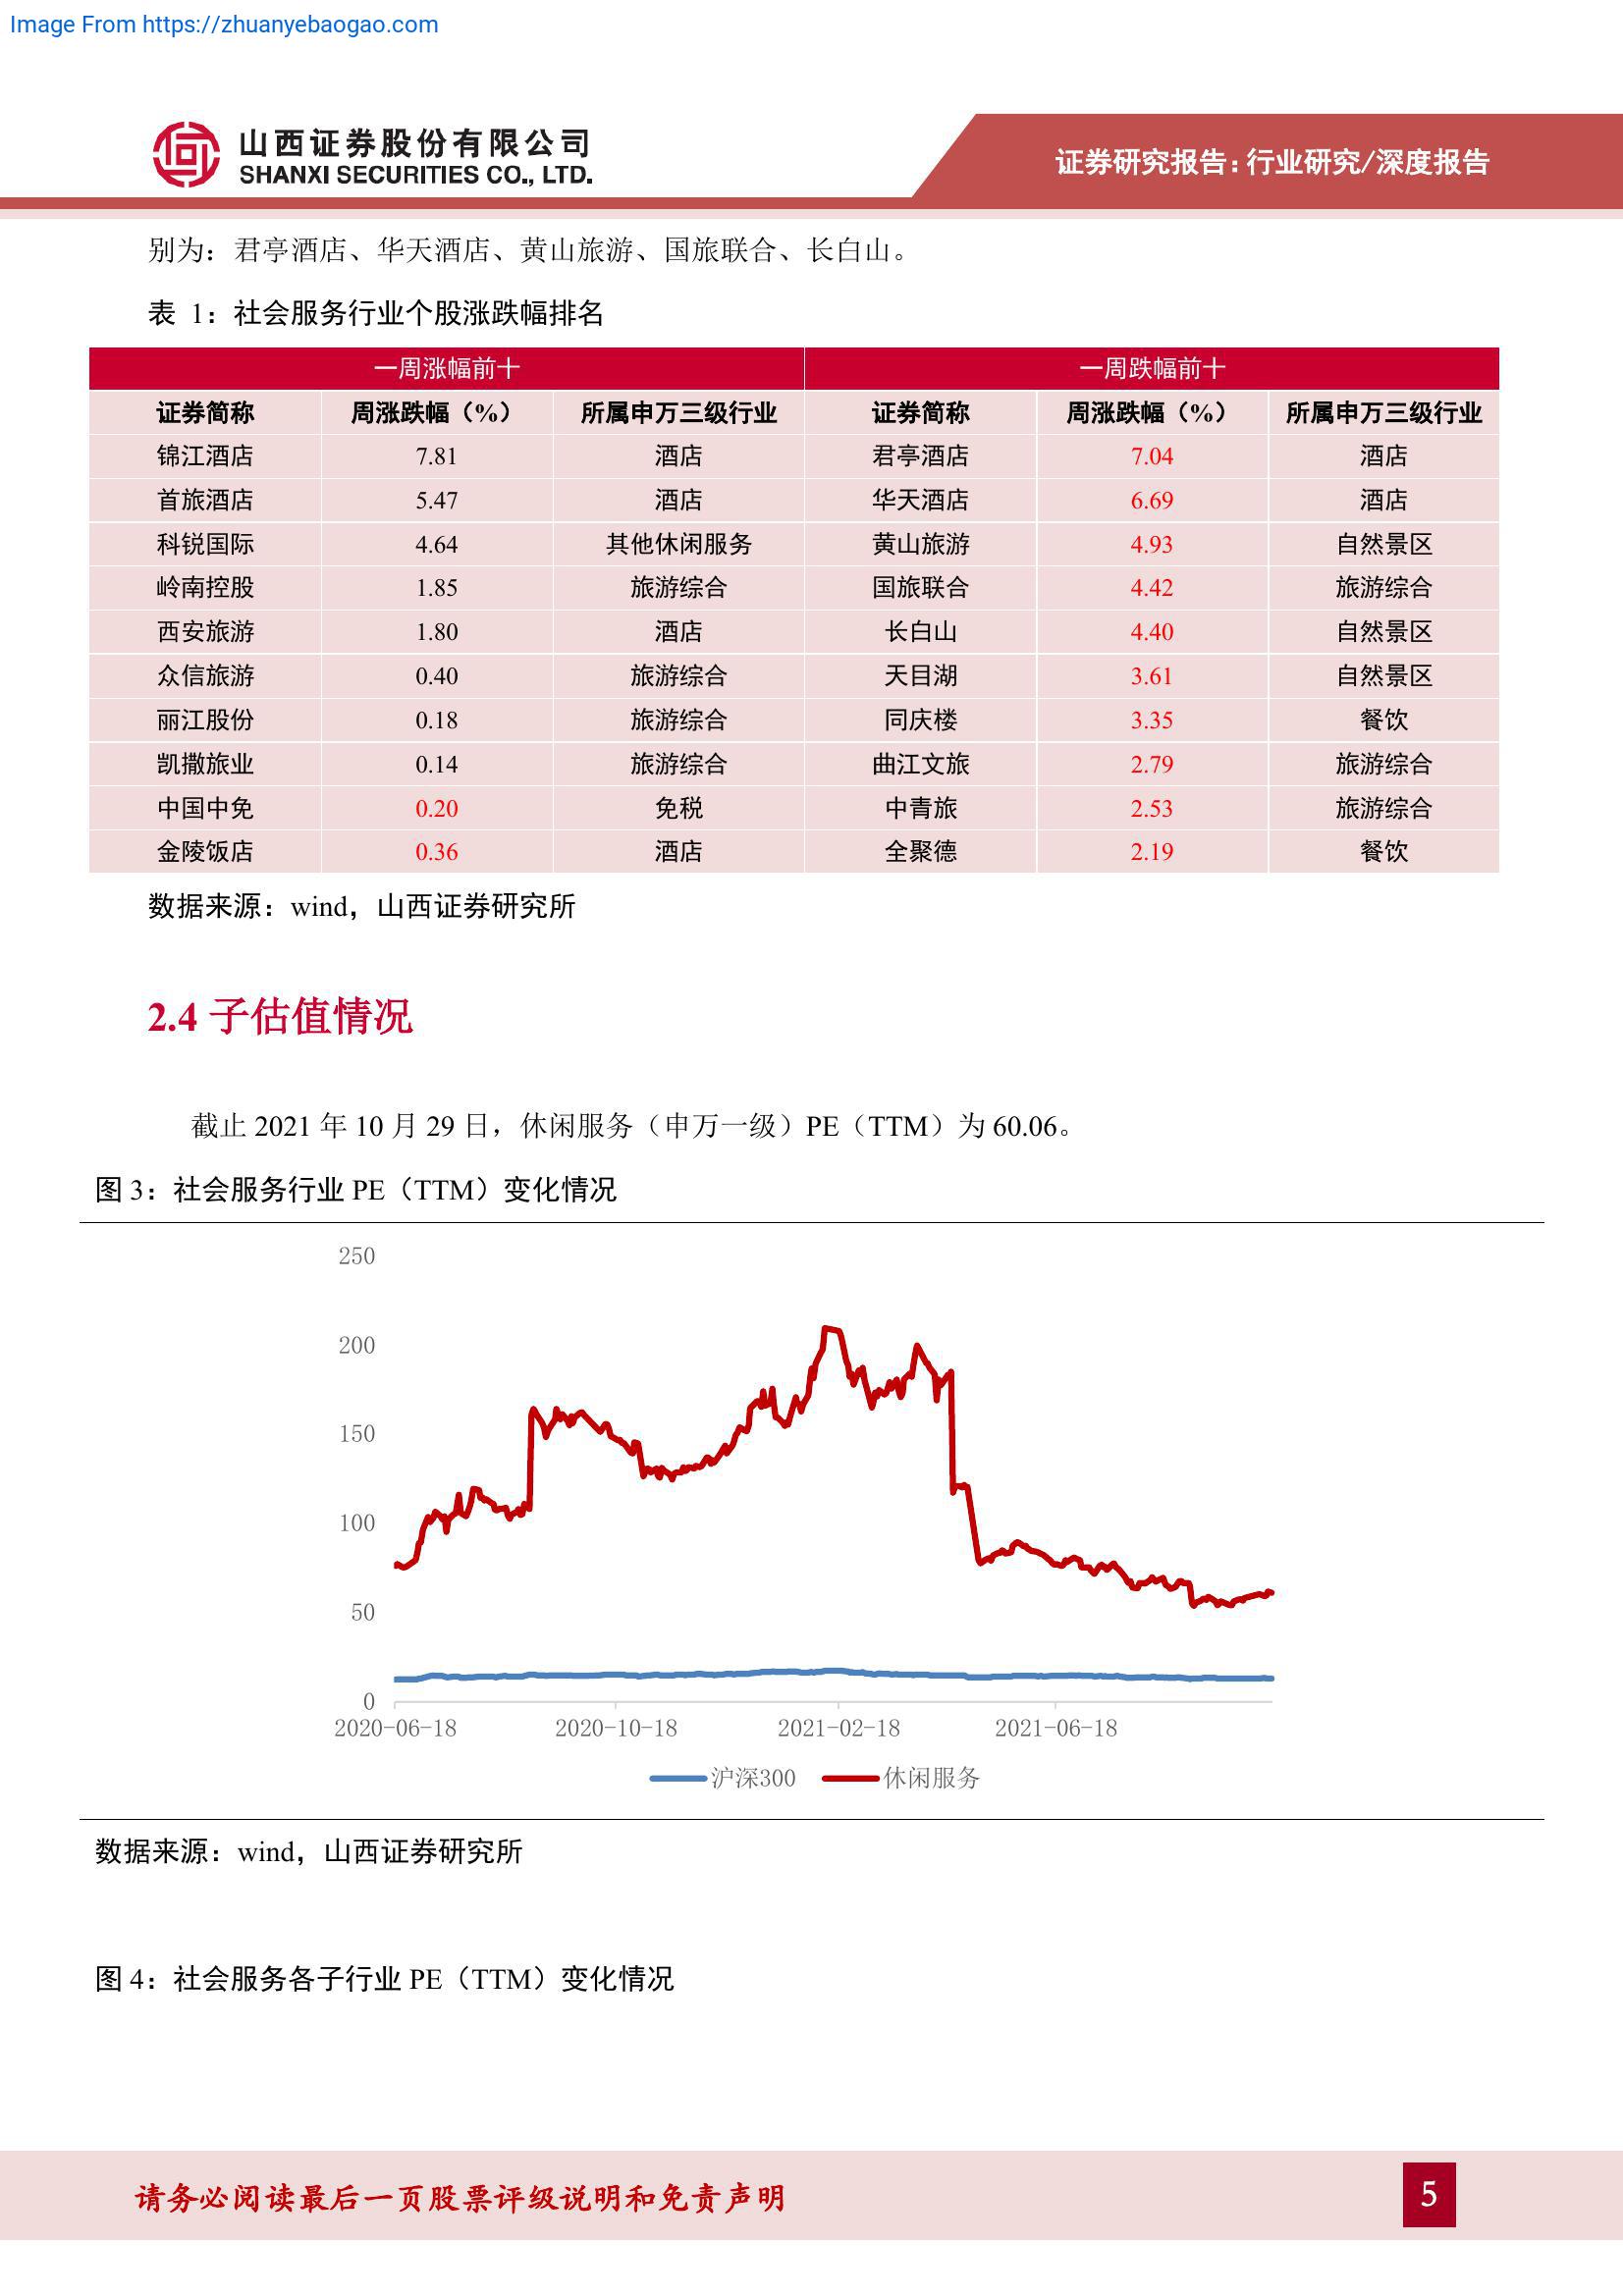 Image From https://zhuanyebaogao.com
山西证券股份有限公司
SHANXI SECURITIES CO., LTD.
证券研究报告:行业研究/深度报告
别为：君亭酒店、华天酒店、黄山旅游、国旅联合、长白山。
表 1：社会服务行业个股涨跌幅排名
一周涨幅前十 一周跌幅前十
证券简称 周涨跌幅（%） 所属申万三级行业 证券简称 周涨跌幅（%） 所属申万三级行业
锦江酒店 7.81 酒店 君亭酒店 7.04 酒店
首旅酒店 5.47 酒店 华天酒店 6.69 酒店
科锐国际 4.64 其他休闲服务 黄山旅游 4.93 自然景区
岭南控股 1.85 旅游综合 国旅联合 4.42 旅游综合
西安旅游 1.80 酒店 长白山 4.40 自然景区
众信旅游 0.40 旅游综合 天目湖 3.61 自然景区
丽江股份 0.18 旅游综合 同庆楼 3.35 餐饮
凯撒旅业 0.14 旅游综合 曲江文旅 2.79 旅游综合
中国中免 0.20 免税 中青旅 2.53 旅游综合
金陵饭店 0.36 酒店 全聚德 2.19 餐饮
数据来源：wind，山西证券研究所
2.4 子估值情况
截止 2021 年 10 月 29 日，休闲服务（申万一级）PE（TTM）为 60.06。
图 3：社会服务行业 PE（TTM）变化情况
250
200
150
100
50
0
2020-06-18 2020-10-18 2021-02-18 2021-06-18
沪深300 休闲服务
数据来源：wind，山西证券研究所
图 4：社会服务各子行业 PE（TTM）变化情况
请务必阅读最后一页股票评级说明和免责声明
5